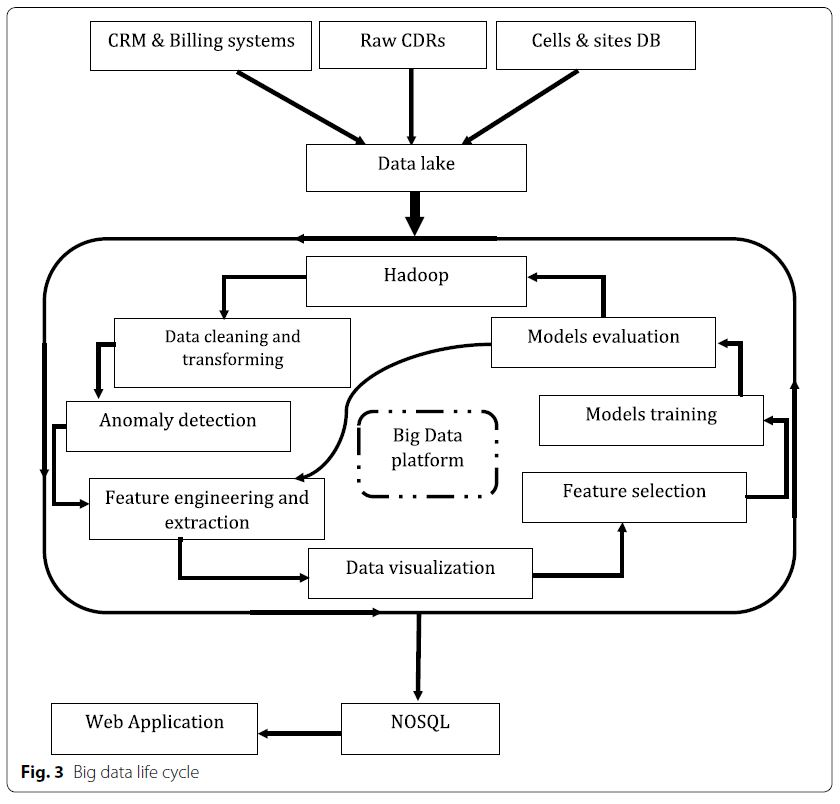 CRM & Billing systems
Raw CDRs
Cells & sites DB
Data lake
Hadoop
Data cleaning and
transforming
Models evaluation
Anomaly detection
Models training
Big Data
platform
Feature engineering and
extraction
Feature selection
Data visualization
Web Application
NOSQL
Fig. 3 Big data life cycle